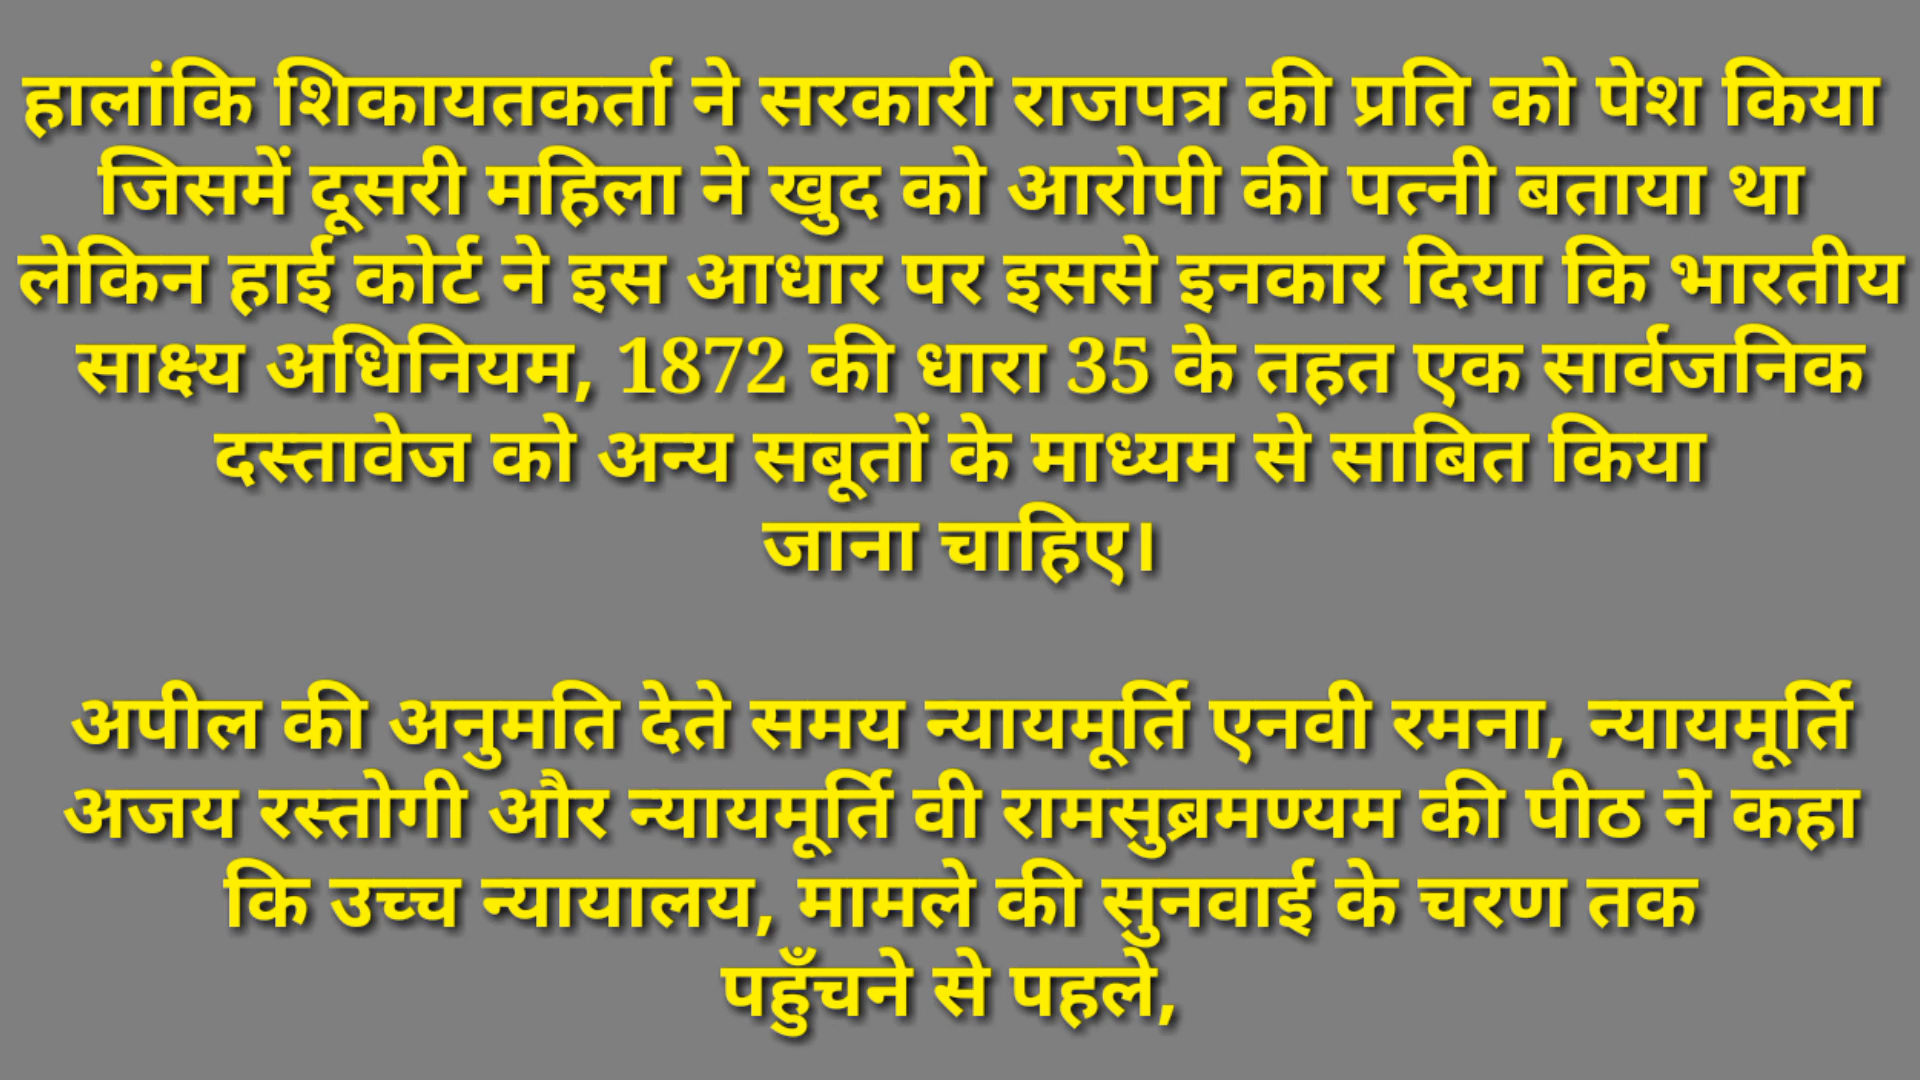 हालांकि शिकायतकर्ता ने सरकारी राजपत्र की प्रति को पेश किया
जिसमें दूसरी महिला ने खुद को आरोपी की पत्नी बताया था
लेकिन हाई कोर्ट ने इस आधार पर इससे इनकार दिया कि भारतीय
साक्ष्य अधिनियम, 1872 की धारा 35 के तहत एक सार्वजनिक
दस्तावेज को अन्य सबूतों के माध्यम से साबित किया
जाना चाहिए।
अपील की अनुमति देते समय न्यायमूर्ति एनवी रमना, न्यायमूर्ति
अजय रस्तोगी और न्यायमूर्ति वी रामसुब्रमण्यम की पीठ ने कहा
कि उच्च न्यायालय, मामले की सुनवाई के चरण तक
पहुँचने से पहले,